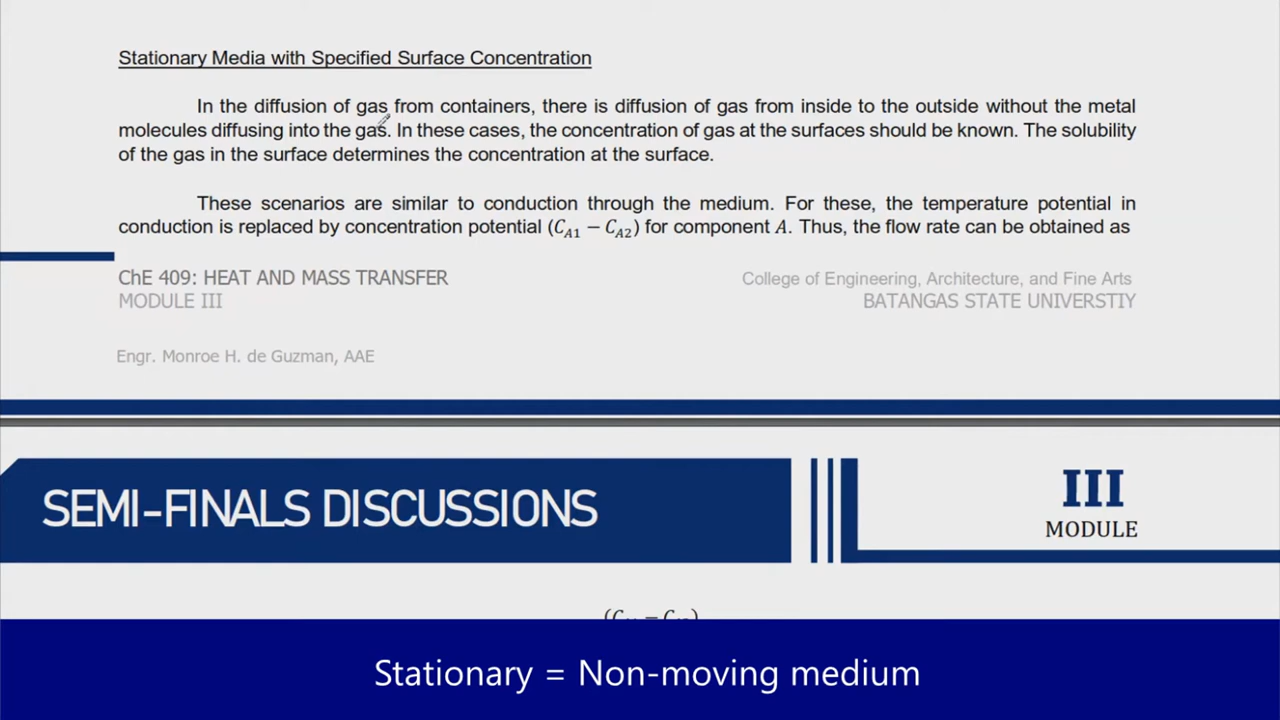 Stationary Media with Specified Surface Concentration
In the diffusion of gas from containers, there is diffusion of gas from inside to the outside without the metal
molecules diffusing into the gas. In these cases, the concentration of gas at the surfaces should be known. The solubility
of the gas in the surface determines the concentration at the surface.
These scenarios are similar to conduction through the medium. For these, the temperature potential in
conduction is replaced by concentration potential (C_{A1} − C_{A2}) for component A. Thus, the flow rate can be obtained as
ChE 409: HEAT AND MASS TRANSFER
College of Engineering, Architecture, and Fine Arts
MODULE III
BATANGAS STATE UNIVERSTIY
Engr. Monroe H. de Guzman, AAE
SEMI-FINALS DISCUSSIONS
III
MODULE
Stationary = Non-moving medium